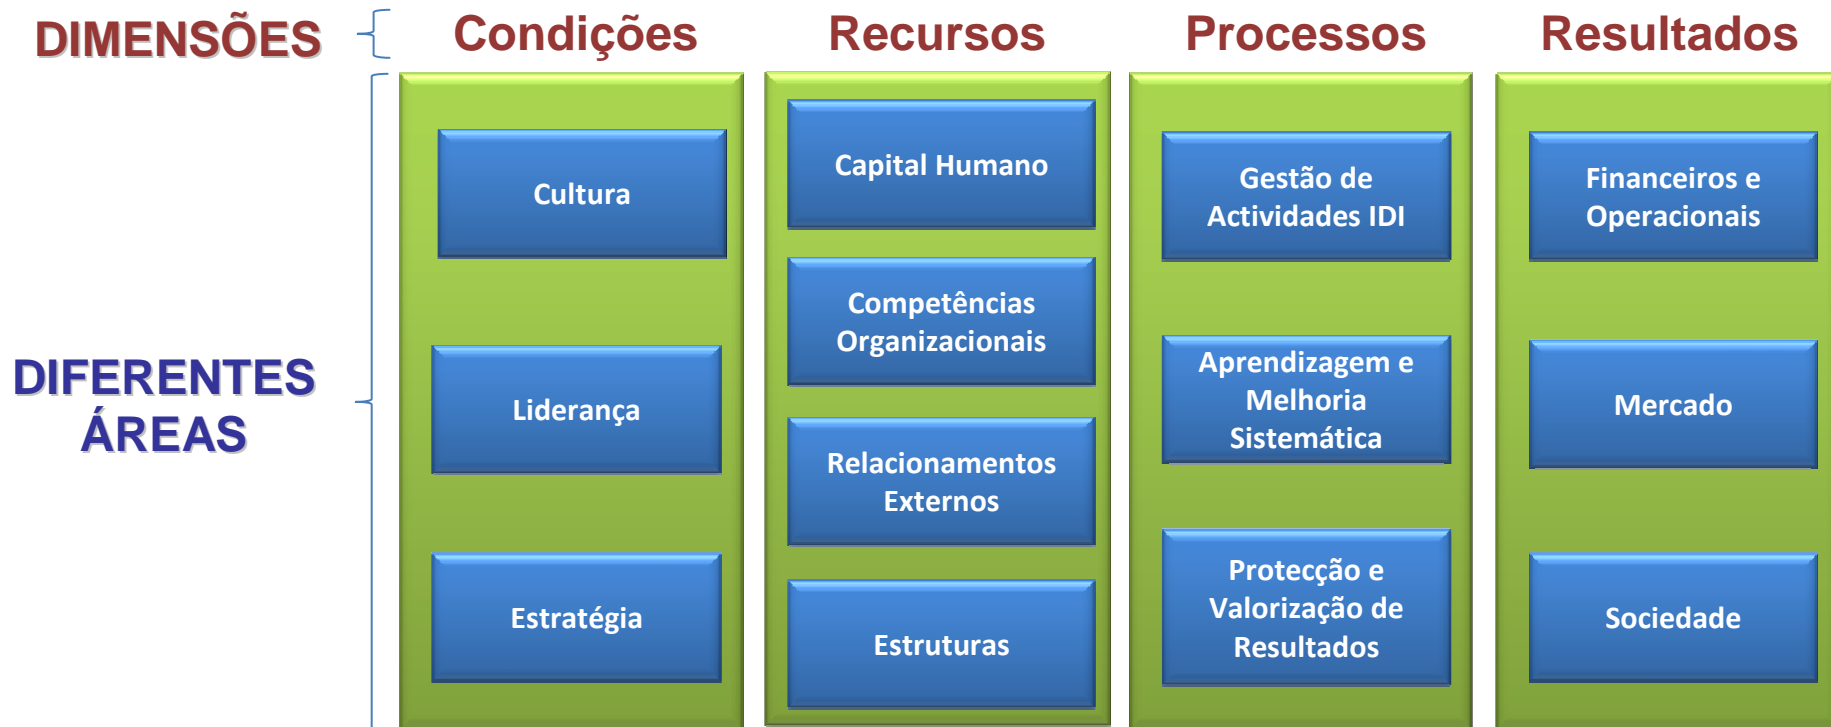 DIMENSÕES
Condições
Recursos
Processos
Resultados
DIFERENTES
ÁREAS
Cultura
Liderança
Estratégia
Capital Humano
Competências
Organizacionais
Relacionamentos
Externos
Estruturas
Gestão de
Actividades IDI
Aprendizagem e
Melhoria
Sistemática
Protecção e
Valorização de
Resultados
Financeiros e
Operacionais
Mercado
Sociedade